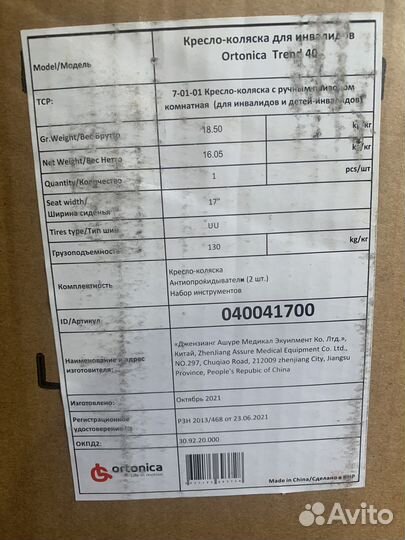 Кресло-коляска для инвалидов
Model/Модель
Ortonica Trend 40
ТСР:
7-01-01 Кресло-коляска с ручным приводом
комнатная (для инвалидов и детей-инвалидов)
Gr.Weight/Вес Брутто
18.50
kg/кг
Net Weight/Вес Нетто
16.05
kg/кг
Quantity/Количество
1
pcs/шт
Seat width/
Ширина сиденья
17"
Tires type/Тип шин
UU
Грузоподъемность
130
kg/кг
Комплектность
Кресло-коляска
Антиопрокидыватели (2 шт.)
Набор инструментов
ID/Артикул
040041700
Наименование и адрес
изготовителя:
«Джензианг Ашуре Медикал Экуипмент Ко. Лтд.»,
Китай, ZhenJiang Assure Medical Equipment Co. Ltd.,
NO.297, Chuqiao Road, 212009 zhenjiang City, Jiangsu
Province, People's Republic of China
Изготовлено:
Октябрь 2021
Регистрационное
удостоверение №
РЗН 2013/468 от 23.06.2021
ОКПД2:
30.92.20.000
ortonica
Life in motion
Made in China/Сделано в КНР
Avito